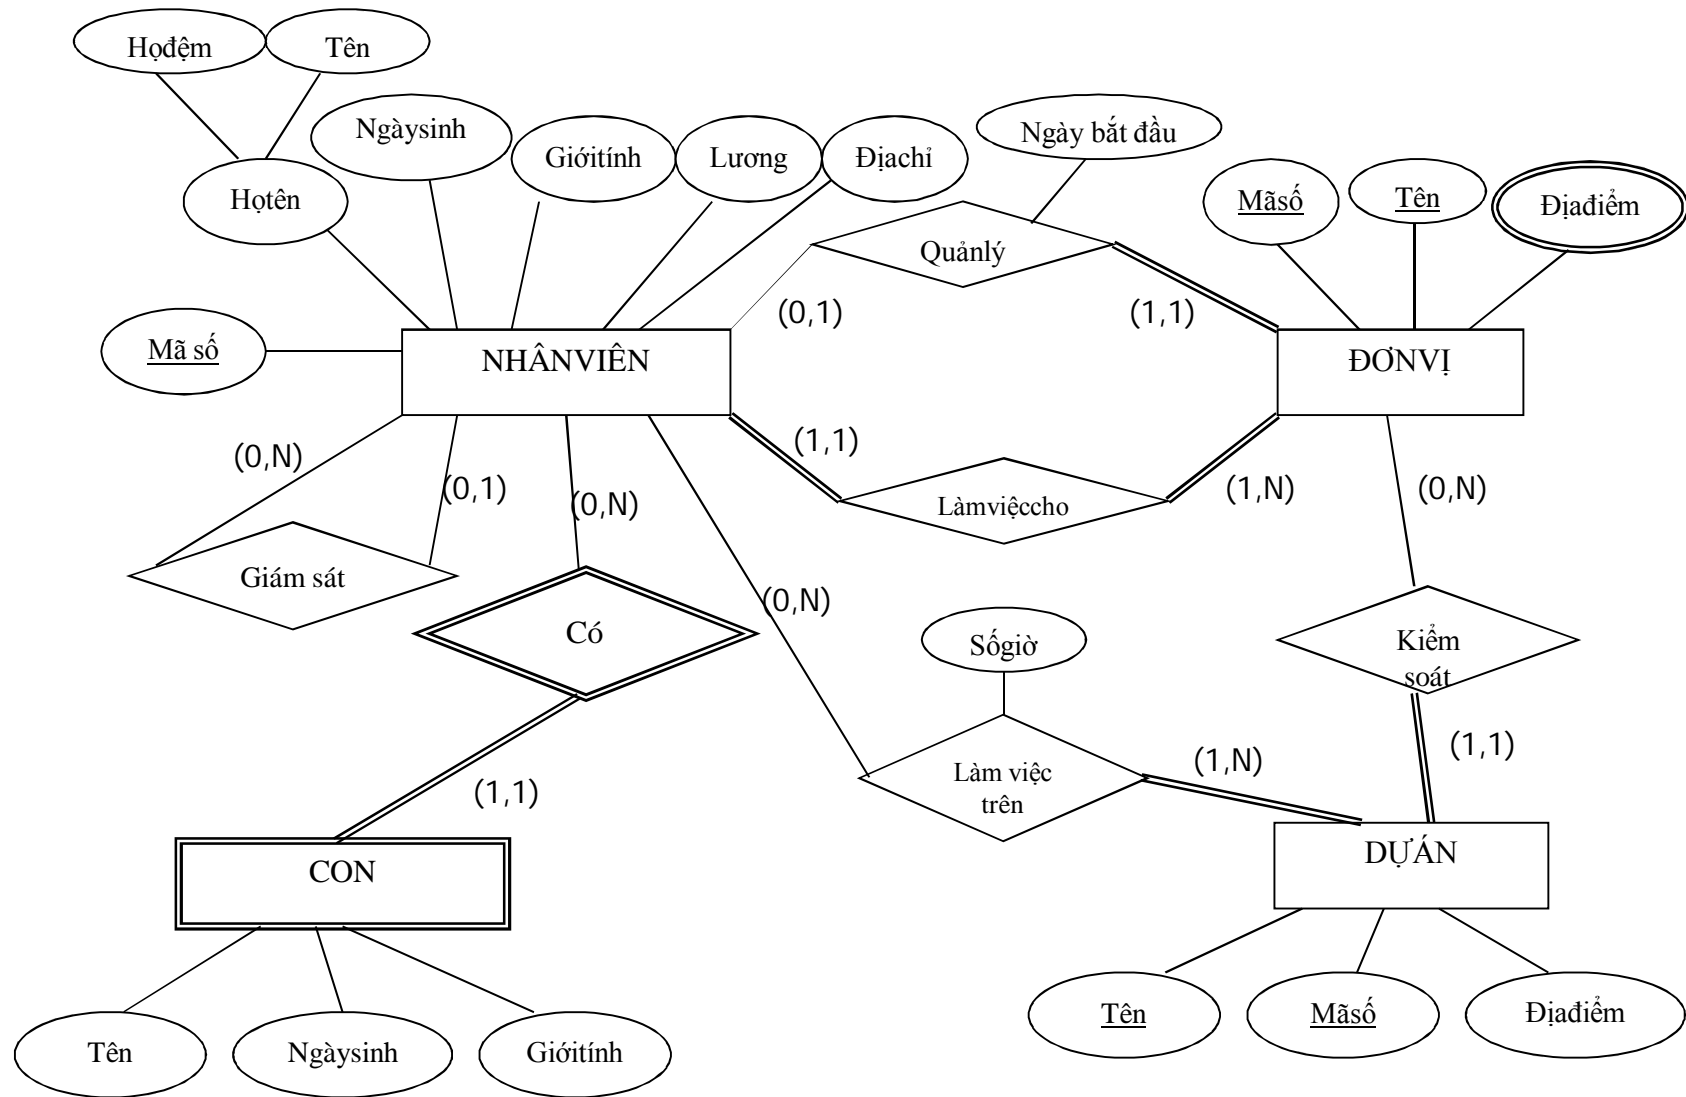 Họđệm
Tên
Ngàysinh
Giớitính
Lương
Địachỉ
Ngày bắt đầu
Họtên
Mãsố
Tên
Địađiểm
Quảnlý
(0,1)
(1,1)
Mã số
NHÂNVIÊN
ĐƠNVỊ
(0,N)
(0,1)
(0,N)
(1,1)
Làmviệccho
(1,N)
(0,N)
Giám sát
Có
(0,N)
Sốgiờ
Kiểm
soát
(1,1)
Làm việc
trên
(1,N)
(1,1)
CON
DỰÁN
Tên
Ngàysinh
Giớitính
Tên
Mãsố
Địađiểm